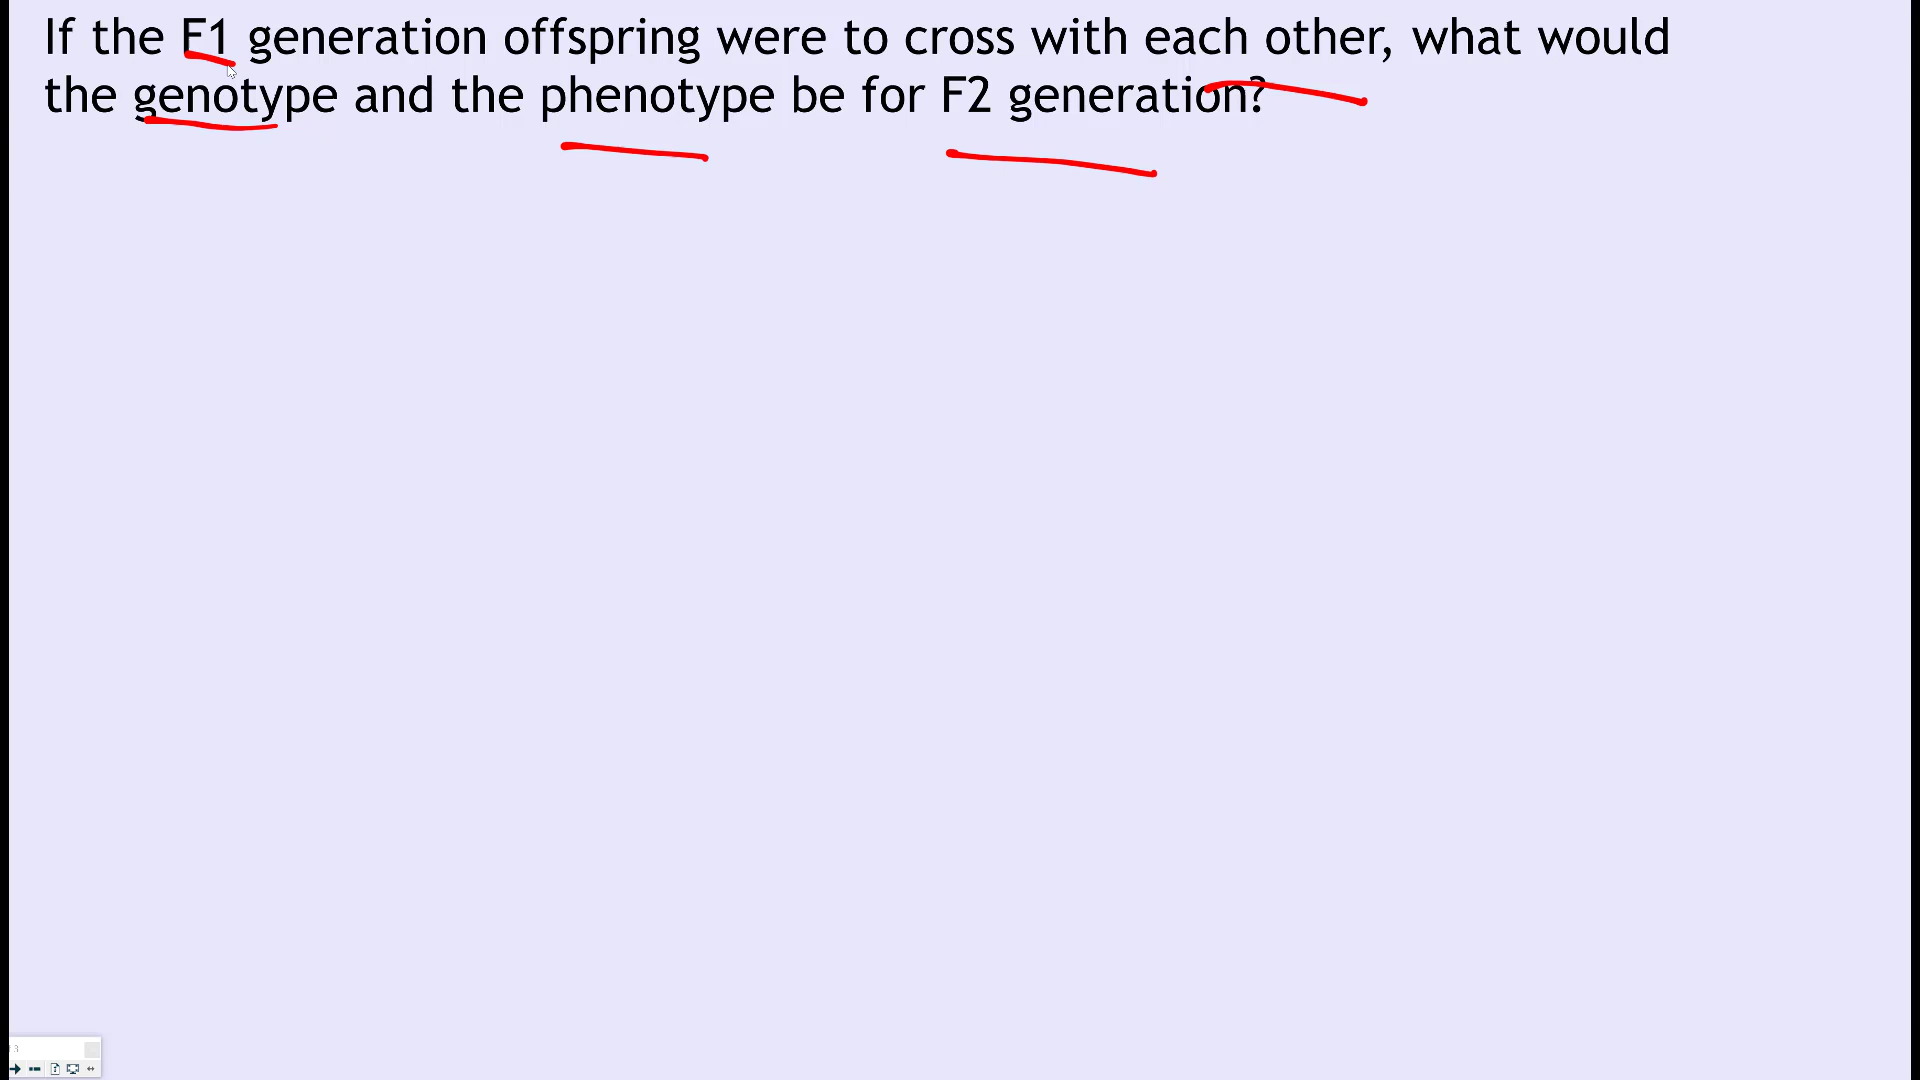 If the F1 generation offspring were to cross with each other, what would
the genotype and the phenotype be for F2 generation?
3